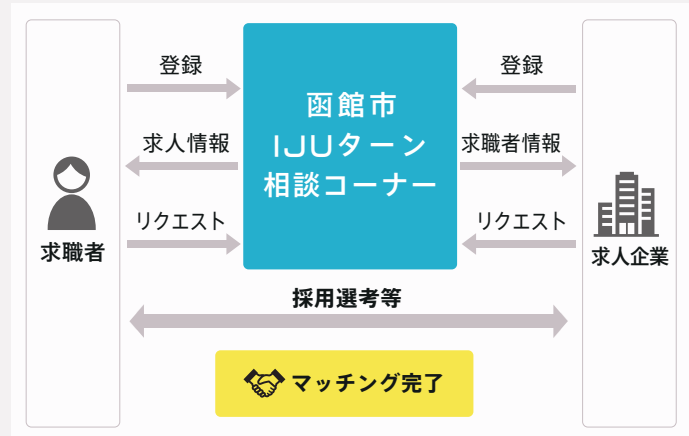 登録
登録
函館市
IJUターン
相談コーナー
求人情報
求職者情報
リクエスト
リクエスト
求職者
求人企業
採用選考等
マッチング完了